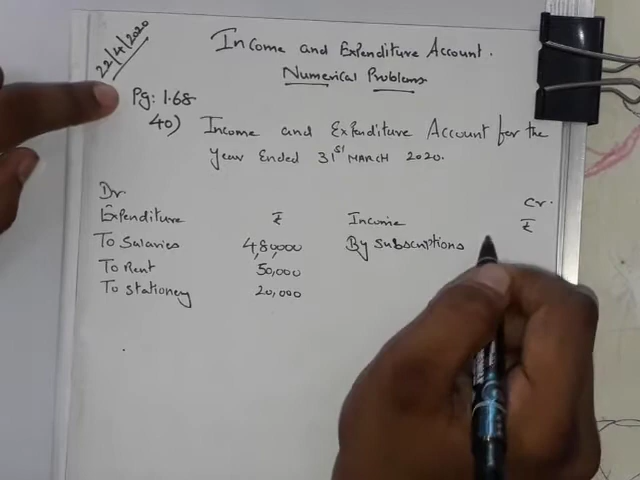 22/4/2020
Income and Expenditure Account.
Numerical Problems
Pg: 1.68
40) Income and Expenditure Account for the
Year Ended 31st MARCH 2020.
Dr Cr.
Expenditure ₹ Income ₹
To Salaries 4,80,000 By Subscriptions
To Rent 50,000
To Stationey 20,000